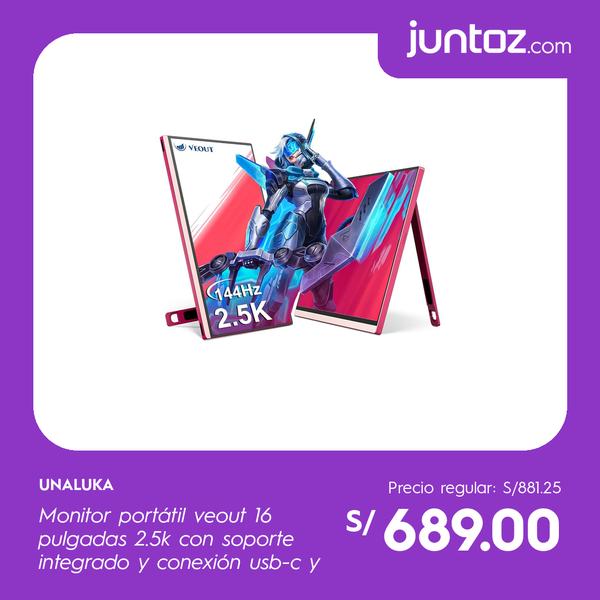 juntoz.com
VEOUT
144Hz
2.5K
UNALUKA
Monitor portátil veout 16
pulgadas 2.5k con soporte
integrado y conexión usb-c y
Precio regular: S/881.25
S/ 689.00